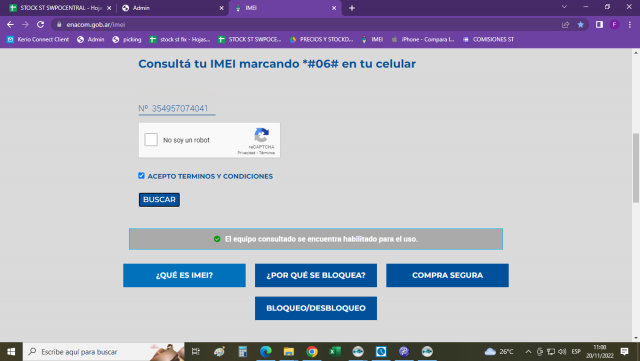 STOCK ST SWPOCENTRAL - Hojas
Admin
IMEI
enacom.gob.ar/imei
F
Kerio Connect Client
Admin
picking
stock st fix - Hojas...
STOCK ST SWPOCE...
PRECIOS Y STOCKD...
IMEI
iPhone - Compara l...
COMISIONES ST
Consultá tu IMEI marcando *#06# en tu celular
Nº 354957074041
No soy un robot
reCAPTCHA
Privacidad - Términos
ACEPTO TERMINOS Y CONDICIONES
BUSCAR
El equipo consultado se encuentra habilitado para el uso.
¿QUÉ ES IMEI?
¿POR QUÉ SE BLOQUEA?
COMPRA SEGURA
BLOQUEO/DESBLOQUEO
Escribe aquí para buscar
26°C
ESP
11:00
20/11/2022